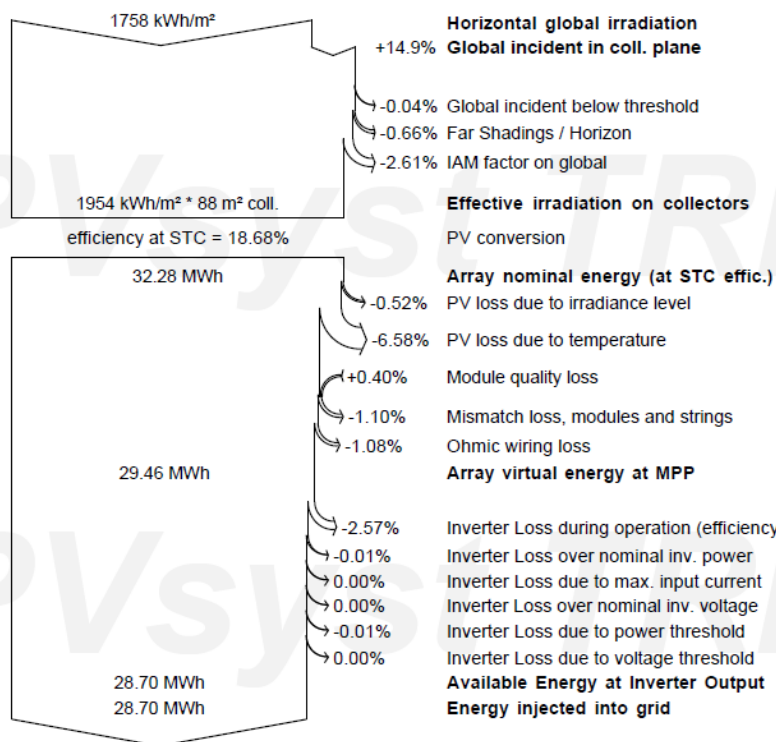 1758 kWh/m² Horizontal global irradiation
+14.9% Global incident in coll. plane
-0.04% Global incident below threshold
-0.66% Far Shadings / Horizon
-2.61% IAM factor on global
1954 kWh/m² * 88 m² coll. Effective irradiation on collectors
efficiency at STC = 18.68% PV conversion
32.28 MWh Array nominal energy (at STC effic.)
-0.52% PV loss due to irradiance level
-6.58% PV loss due to temperature
+0.40% Module quality loss
-1.10% Mismatch loss, modules and strings
-1.08% Ohmic wiring loss
29.46 MWh Array virtual energy at MPP
-2.57% Inverter Loss during operation (efficiency
-0.01% Inverter Loss over nominal inv. power
0.00% Inverter Loss due to max. input current
0.00% Inverter Loss over nominal inv. voltage
-0.01% Inverter Loss due to power threshold
0.00% Inverter Loss due to voltage threshold
28.70 MWh Available Energy at Inverter Output
28.70 MWh Energy injected into grid
PVsyst TRI
PVsyst TRI